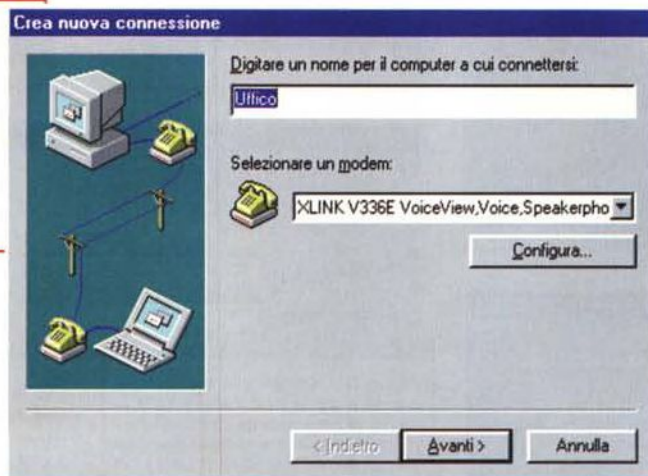 Crea nuova connessione
Digitare un nome per il computer a cui connettersi:
Uffico
Selezionare un modem:
XLINK V336E VoiceView,Voice,Speakerpho
Configura...
< Indietro
Avanti >
Annulla